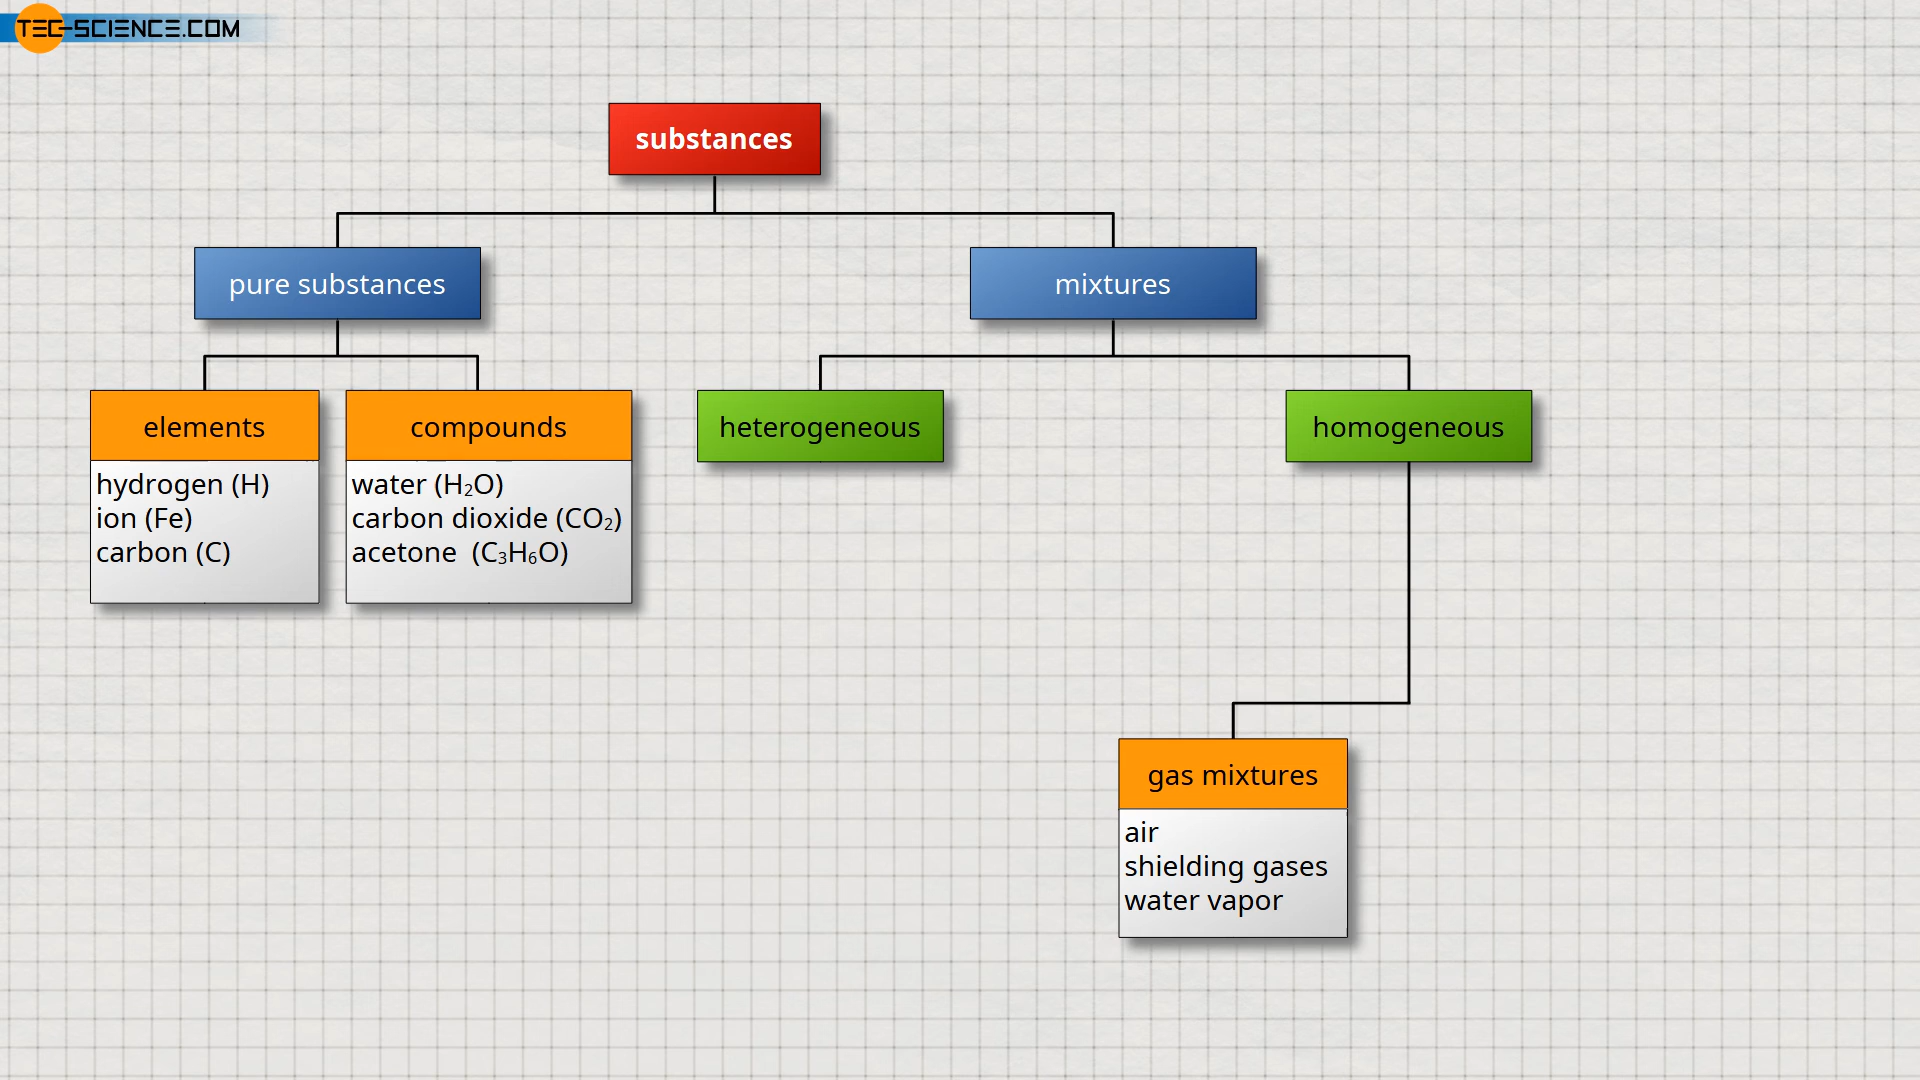 TEC-SCIENCE.COM
substances
pure substances
mixtures
elements
compounds
heterogeneous
homogeneous
hydrogen (H)
ion (Fe)
carbon (C)
water (H₂O)
carbon dioxide (CO₂)
acetone (C₃H₆O)
gas mixtures
air
shielding gases
water vapor